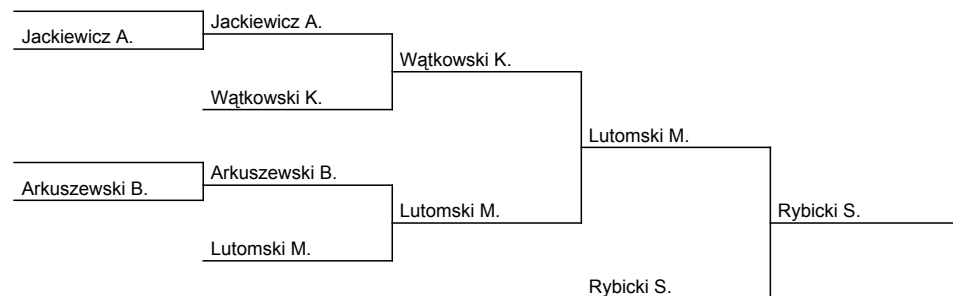 Jackiewicz A.
Jackiewicz A.
Wątkowski K.
Wątkowski K.
Lutomski M.
Arkuszewski B.
Arkuszewski B.
Lutomski M.
Rybicki S.
Lutomski M.
Rybicki S.